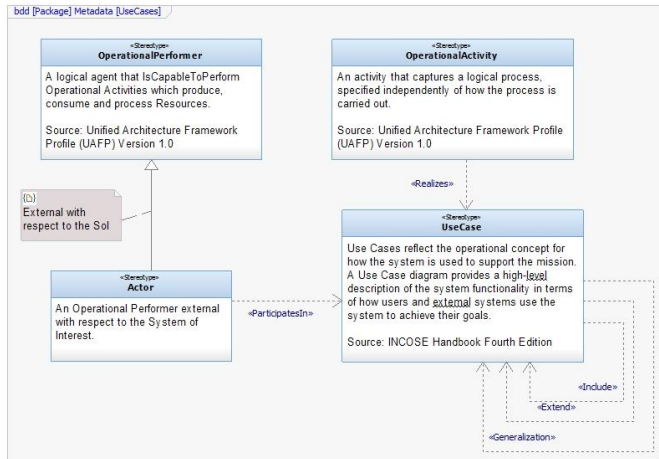 bdd [Package] Metadata [UseCases]
«Stereotype»
OperationalPerformer
A logical agent that IsCapableToPerform
Operational Activities which produce,
consume and process Resources.
Source: Unified Architecture Framework
Profile (UAFP) Version 1.0
«Stereotype»
OperationalActivity
An activity that captures a logical process,
specified independently of how the process is
carried out.
Source: Unified Architecture Framework Profile
(UAFP) Version 1.0
External with
respect to the SoI
«Realizes»
«Stereotype»
UseCase
Use Cases reflect the operational concept for
how the system is used to support the mission.
A Use Case diagram provides a high-level
description of the system functionality in terms
of how users and external systems use the
system to achieve their goals.
Source: INCOSE Handbook Fourth Edition
«Stereotype»
Actor
An Operational Performer external
with respect to the System of
Interest.
«ParticipatesIn»
«Include»
«Extend»
«Generalization»